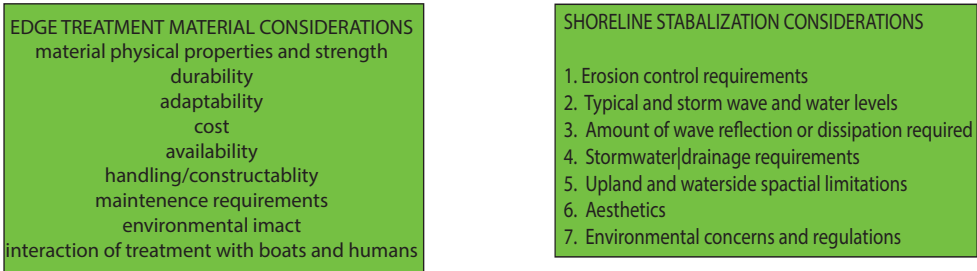 EDGE TREATMENT MATERIAL CONSIDERATIONS
material physical properties and strength
durability
adaptability
cost
availability
handling/constructablity
maintenence requirements
environmental imact
interaction of treatment with boats and humans
SHORELINE STABALIZATION CONSIDERATIONS
1. Erosion control requirements
2. Typical and storm wave and water levels
3. Amount of wave reflection or dissipation required
4. Stormwater|drainage requirements
5. Upland and waterside spactial limitations
6. Aesthetics
7. Environmental concerns and regulations